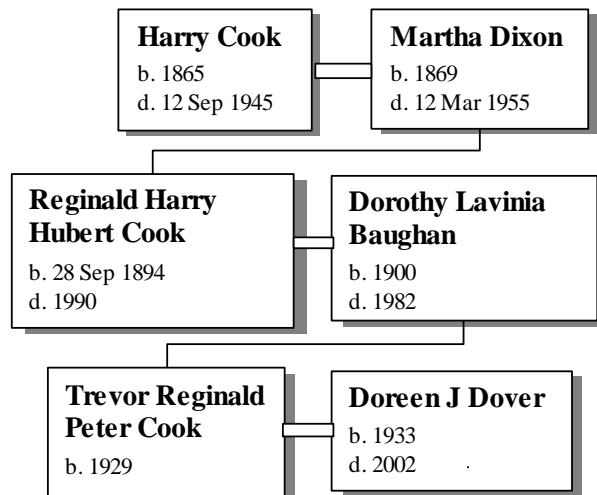 Harry Cook
b. 1865
d. 12 Sep 1945
Martha Dixon
b. 1869
d. 12 Mar 1955
Reginald Harry
Hubert Cook
b. 28 Sep 1894
d. 1990
Dorothy Lavinia
Baughan
b. 1900
d. 1982
Trevor Reginald
Peter Cook
b. 1929
Doreen J Dover
b. 1933
d. 2002